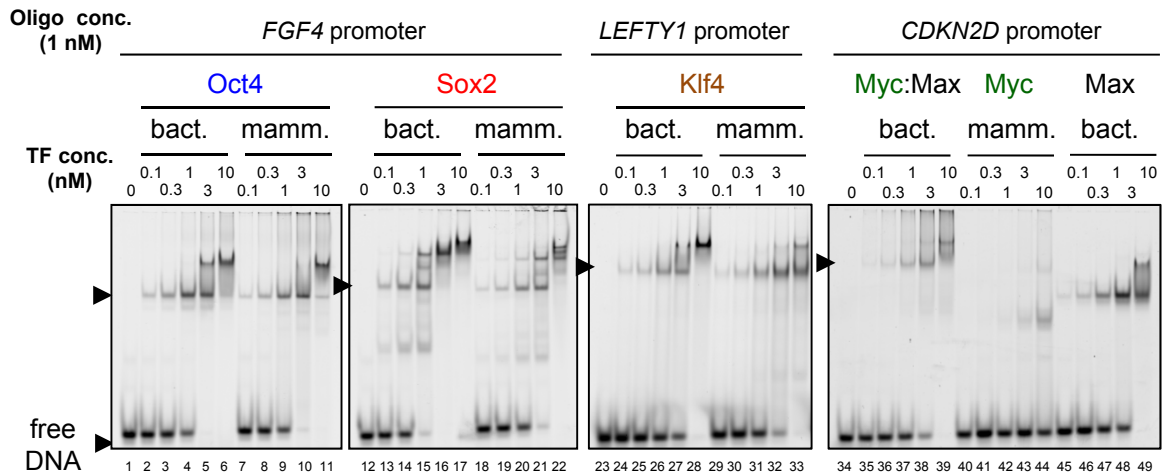 Oligo conc.
(1 nM)
FGF4 promoter
LEFTY1 promoter
CDKN2D promoter
Oct4
Sox2
Klf4
Myc:Max
Myc
Max
bact. mamm.
bact. mamm.
bact. mamm.
bact. mamm. bact.
TF conc.
(nM)
0.1 1 10 0.3 3
0 0.3 3 0.1 1 10
0.1 1 10 0.3 3
0 0.3 3 0.1 1 10
0.1 1 10 0.3 3
0 0.3 3 0.1 1 10
0.1 1 10 0.3 3 0.1 1 10
0 0.3 3 0.1 1 10 0.3 3
free
DNA
1 2 3 4 5 6 7 8 9 10 11
12 13 14 15 16 17 18 19 20 21 22
23 24 25 26 27 28 29 30 31 32 33
34 35 36 37 38 39 40 41 42 43 44 45 46 47 48 49